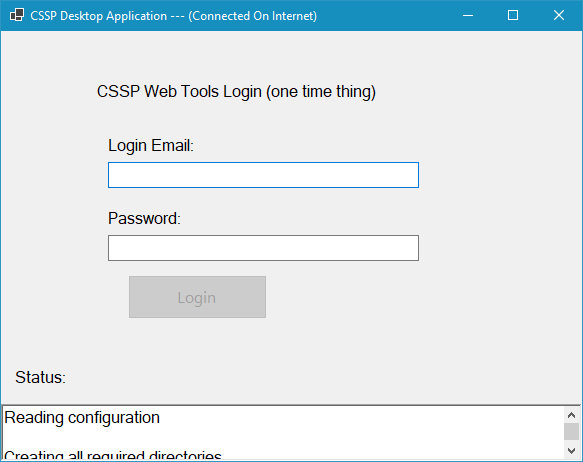 CSSP Desktop Application --- (Connected On Internet)
CSSP Web Tools Login (one time thing)
Login Email:
Password:
Login
Status:
Reading configuration
Creating all required directories